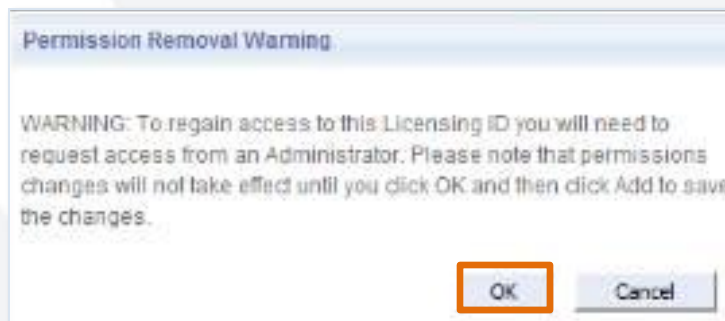 Permission Removal Warning
WARNING: To regain access to this Licensing ID you will need to
request access from an Administrator. Please note that permissions
changes will not take effect until you click OK and then click Add to save
the changes.
OK Cancel